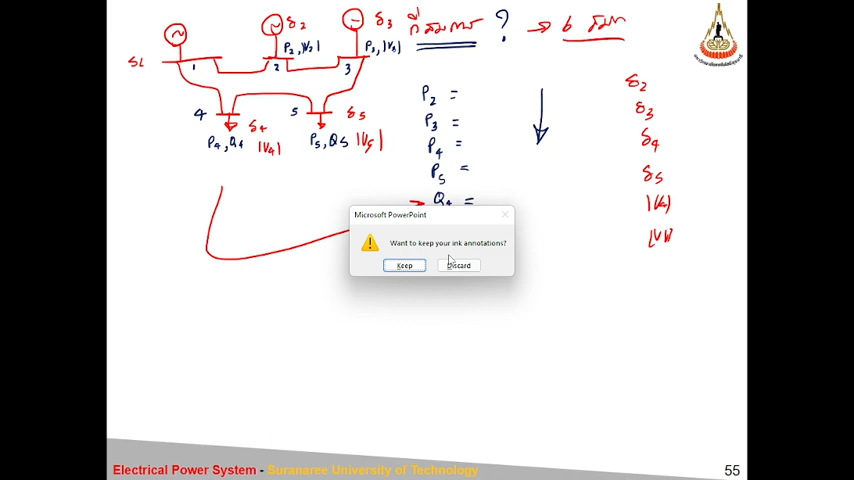 δ2
δ3
กี่สมการ ? → 6 สมการ
P2, |V2|
P3, |V3|
SL
1
2
3
4
5
δ4
δ5
P4, Q4 |V4|
P5, Q5 |V5|
P2 =
P3 =
P4 =
P5 =
Q4 =
δ2
δ3
δ4
δ5
|V4|
Microsoft PowerPoint
Want to keep your ink annotations?
Keep
Discard
Electrical Power System - Suranaree University of Technology
55